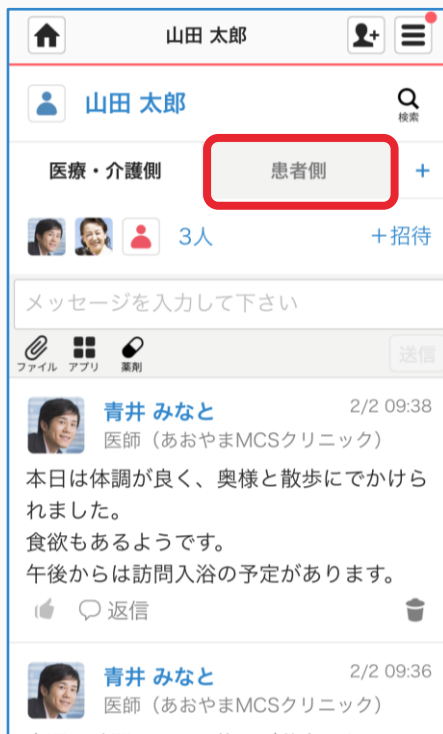 山田 太郎
山田 太郎
検索
医療・介護側 患者側 +
3人 +招待
メッセージを入力して下さい
ファイル アプリ 薬剤 送信
青井 みなと 2/2 09:38
医師（あおやまMCSクリニック）
本日は体調が良く、奥様と散歩にでかけら
れました。
食欲もあるようです。
午後からは訪問入浴の予定があります。
返信
青井 みなと 2/2 09:36
医師（あおやまMCSクリニック）